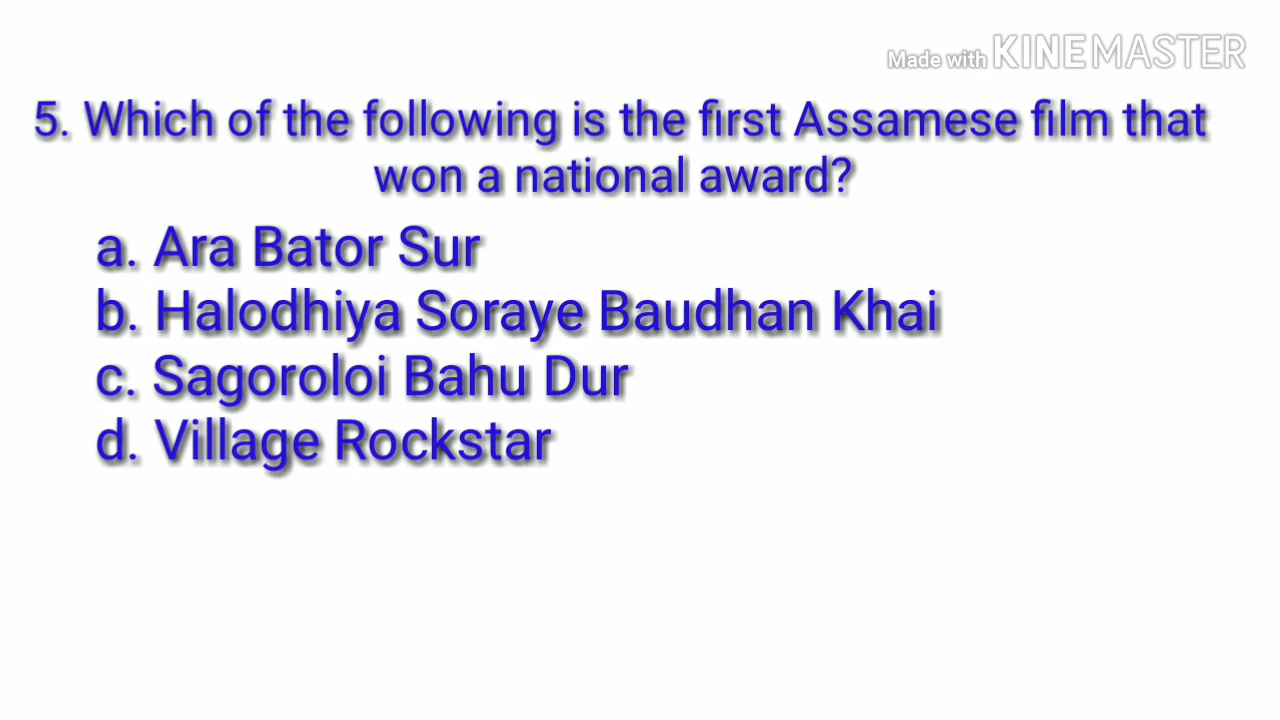 Made with KINEMASTER
5. Which of the following is the first Assamese film that
won a national award?
a. Ara Bator Sur
b. Halodhiya Soraye Baudhan Khai
c. Sagoroloi Bahu Dur
d. Village Rockstar